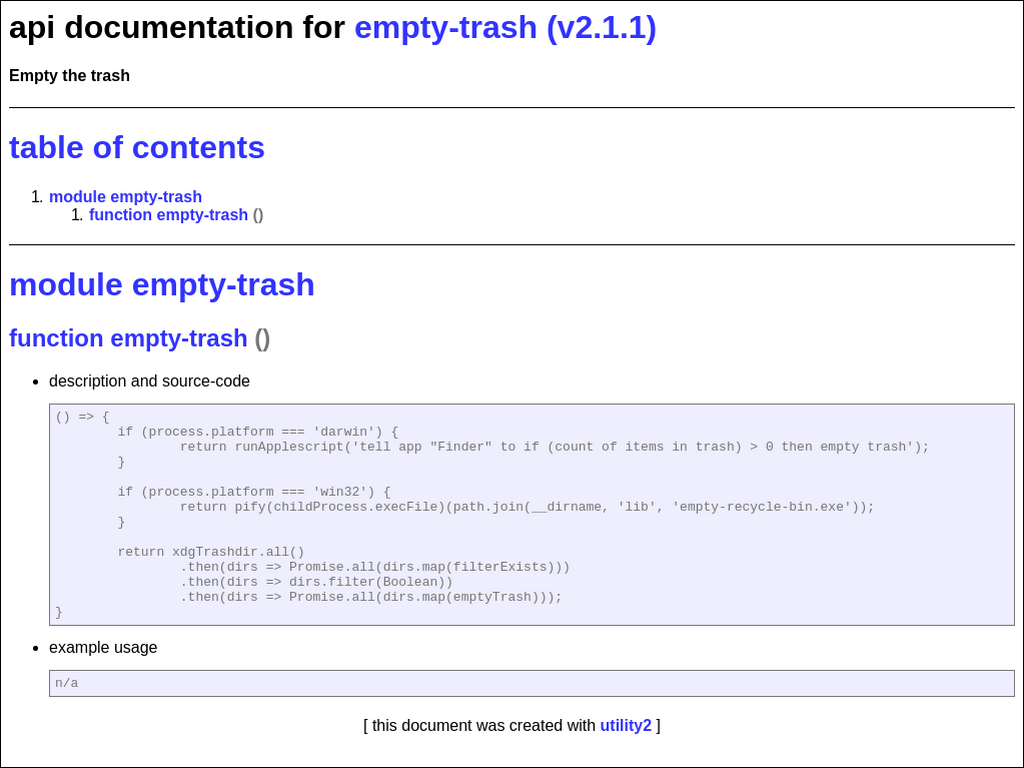 api documentation for empty-trash (v2.1.1)
Empty the trash
table of contents
1. module empty-trash
1. function empty-trash ()
module empty-trash
function empty-trash ()
• description and source-code
() => {
        if (process.platform === 'darwin') {
                return runApplescript('tell app "Finder" to if (count of items in trash) > 0 then empty trash');
        }
        if (process.platform === 'win32') {
                return pify(childProcess.execFile)(path.join(__dirname, 'lib', 'empty-recycle-bin.exe'));
        }
        return xdgTrashdir.all()
                .then(dirs => Promise.all(dirs.map(filterExists)))
                .then(dirs => dirs.filter(Boolean))
                .then(dirs => Promise.all(dirs.map(emptyTrash)));
}
• example usage
n/a
[ this document was created with utility2 ]